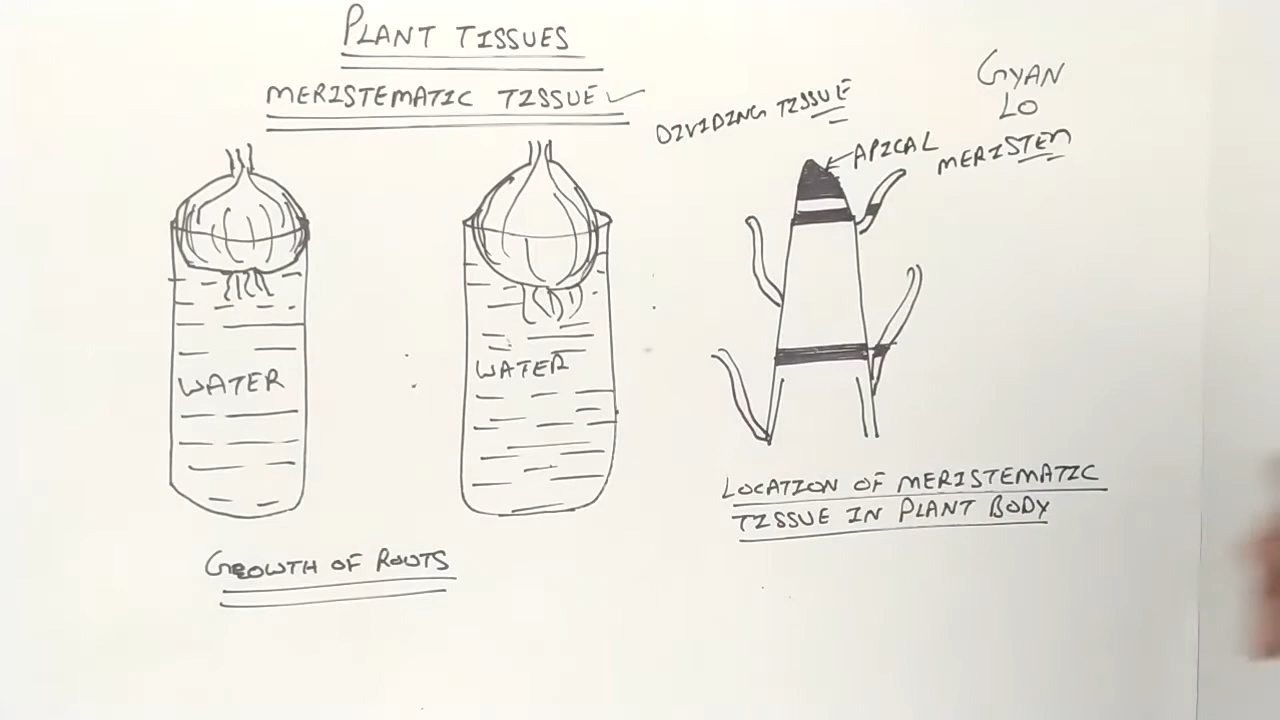 PLANT TISSUES
MERISTEMATIC TISSUE
DIVIDING TISSUE
GYAN
LO
APICAL
MERISTEM
WATER
WATER
LOCATION OF MERISTEMATIC
TISSUE IN PLANT BODY
GROWTH OF ROOTS